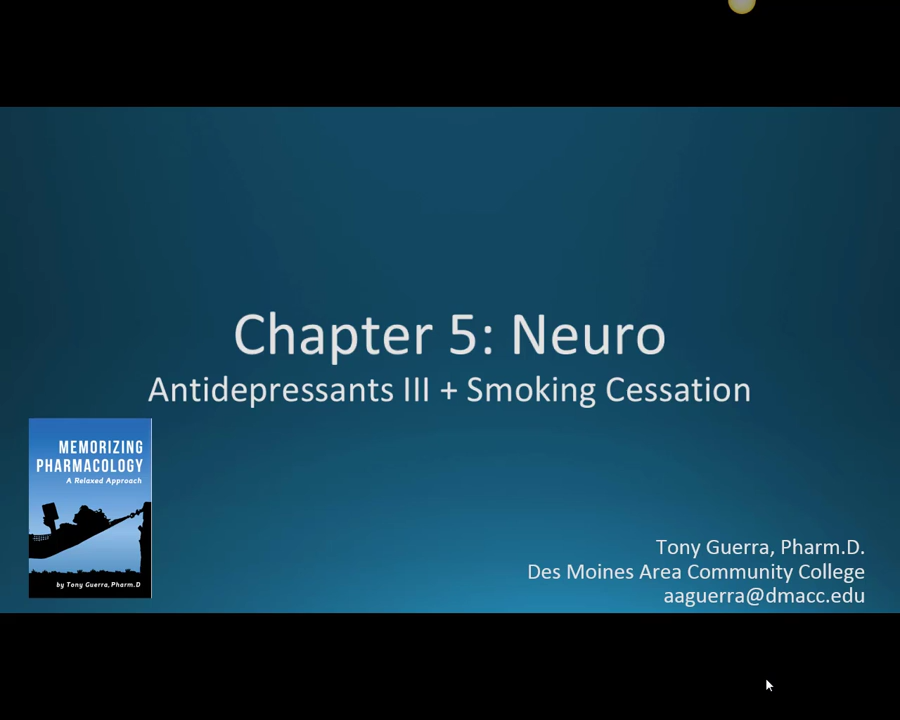 Chapter 5: Neuro
Antidepressants III + Smoking Cessation
MEMORIZING
PHARMACOLOGY
A Relaxed Approach
by Tony Guerra, Pharm.D
Tony Guerra, Pharm.D.
Des Moines Area Community College
aaguerra@dmacc.edu